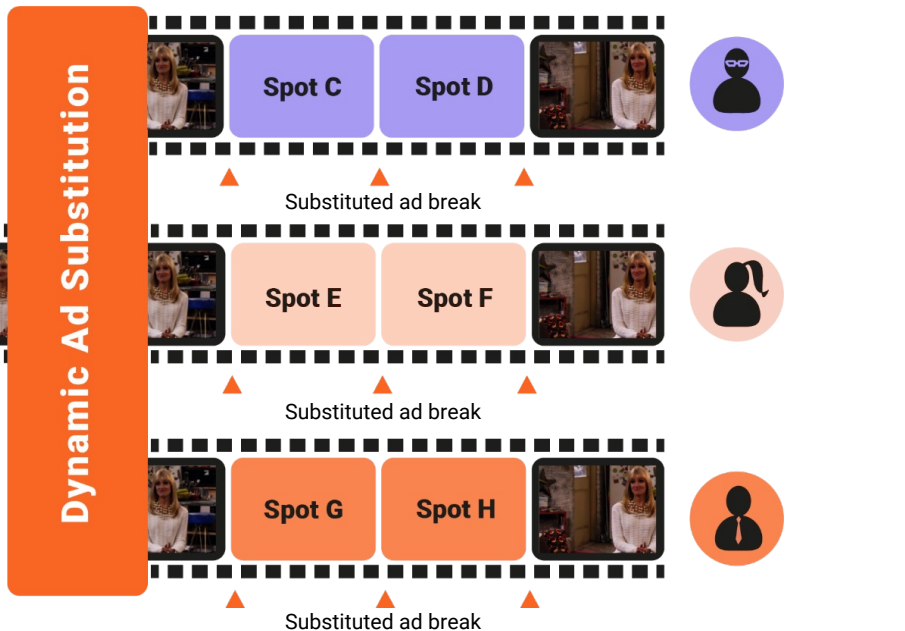 Dynamic Ad Substitution
Spot C
Spot D
Substituted ad break
Spot E
Spot F
Substituted ad break
Spot G
Spot H
Substituted ad break